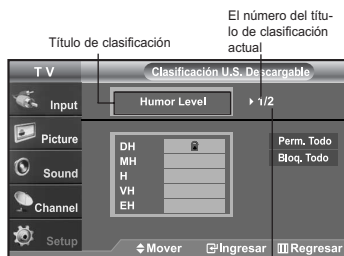 El número del títu-
lo de clasificación
actual
Título de clasificación
T V
Clasificación U.S. Descargable
Input
Humor Level
1/2
Picture
DH
Perm. Todo
MH
Bloq. Todo
Sound
H
VH
Channel
EH
Setup
Mover
Ingresar
Regresar